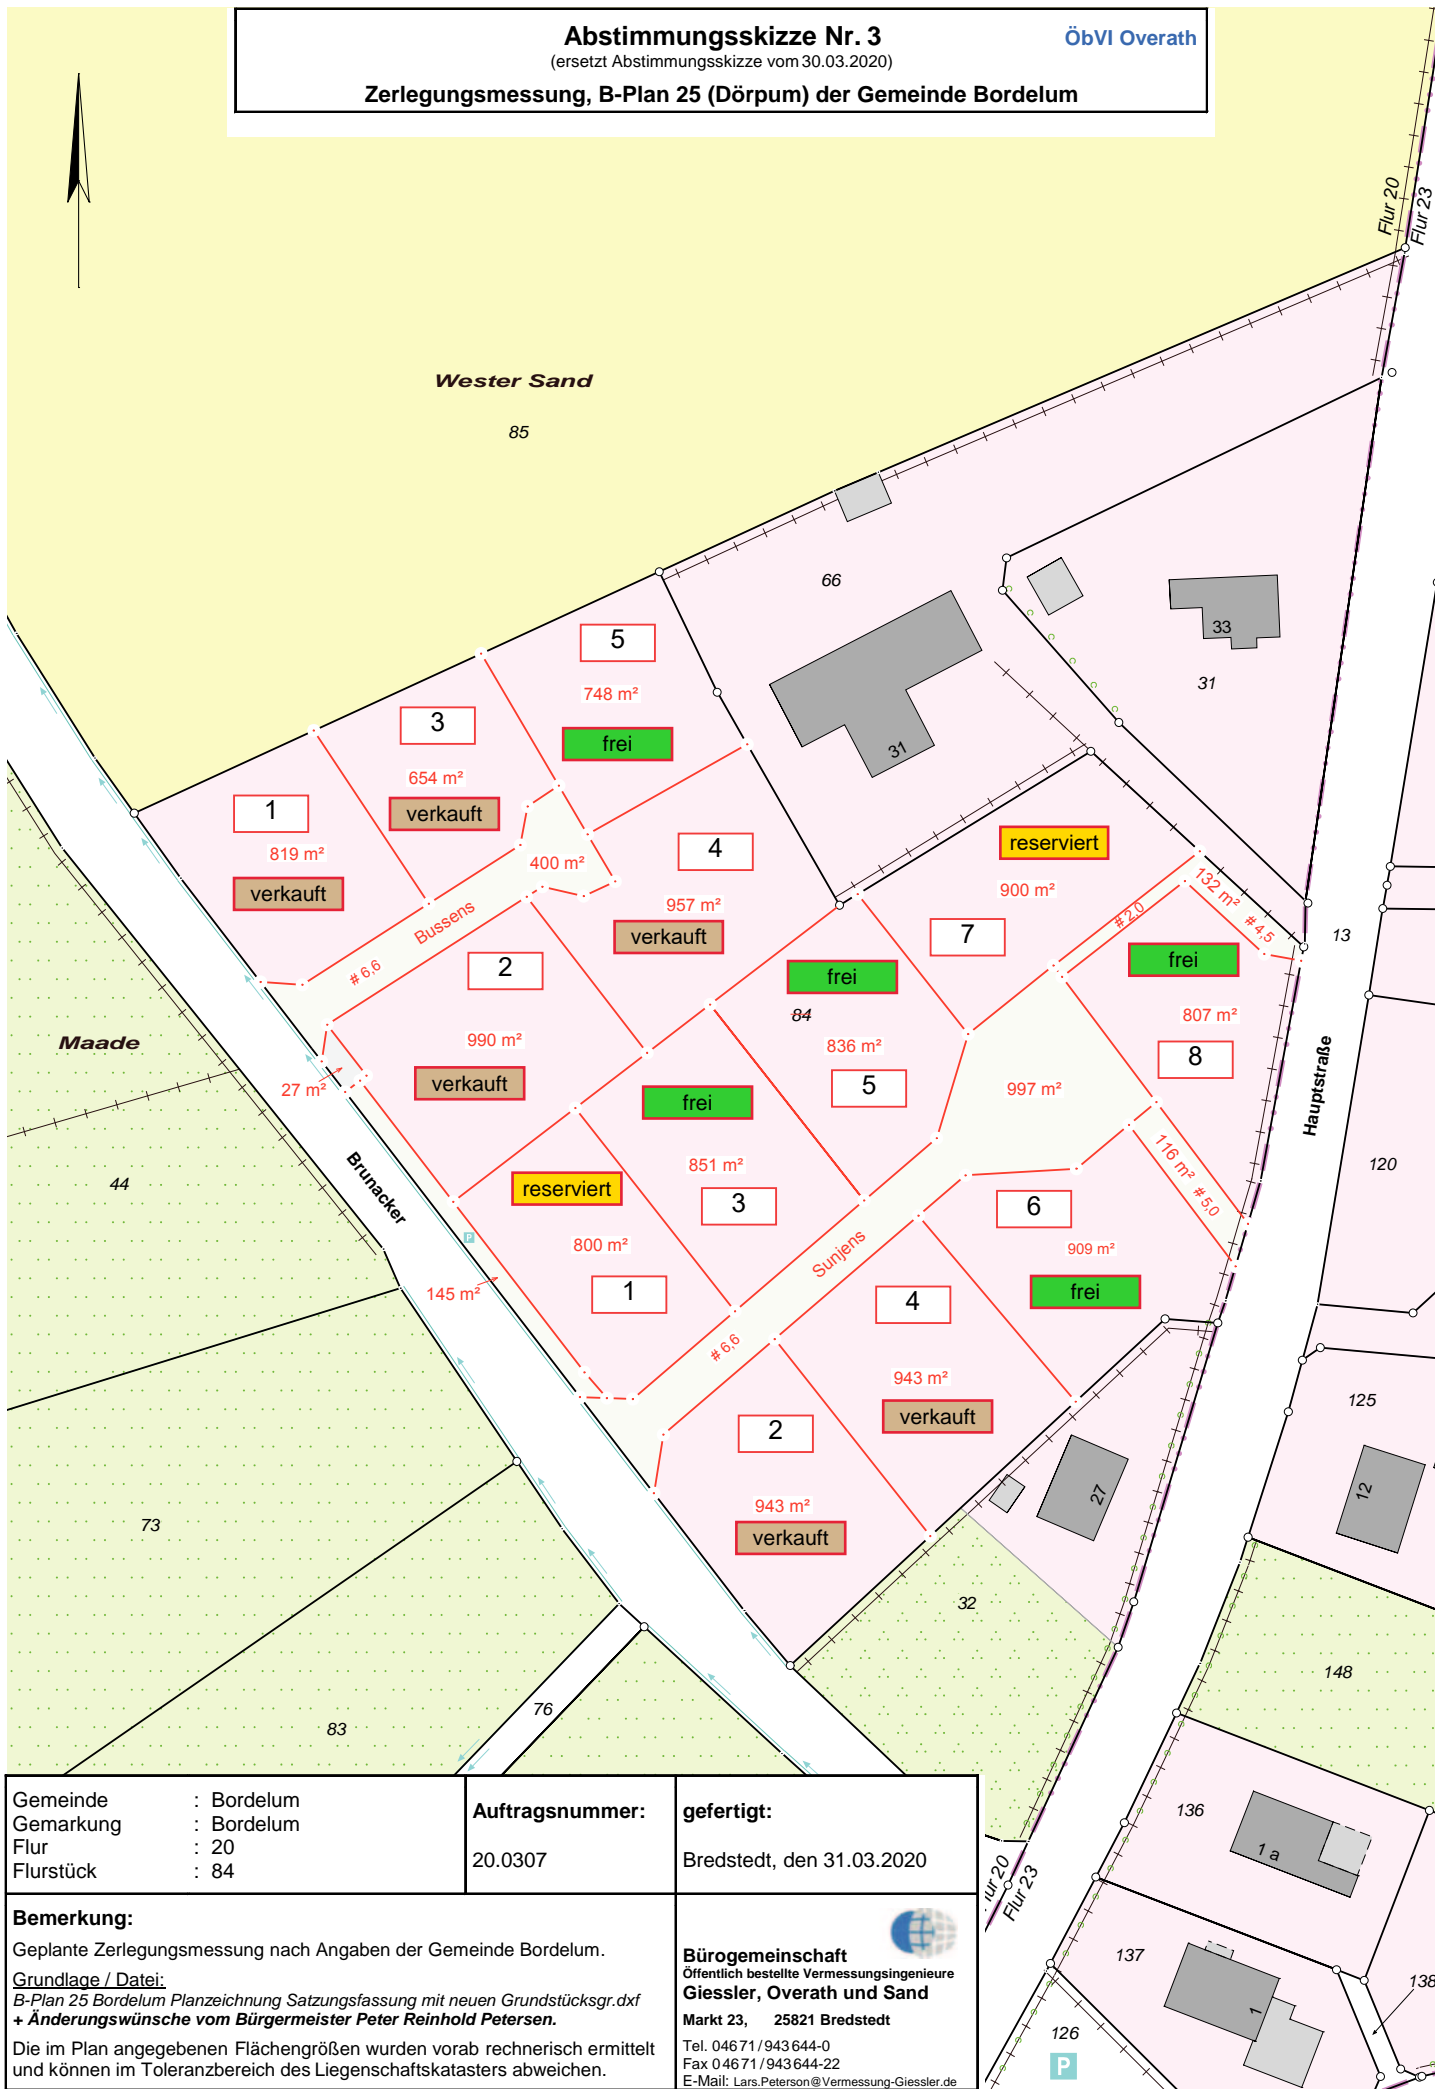 Abstimmungsskizze Nr. 3
ÖbVI Overath
(ersetzt Abstimmungsskizze vom 30.03.2020)
Zerlegungsmessung, B-Plan 25 (Dörpum) der Gemeinde Bordelum
Flur 20
Flur 23
Wester Sand
85
66
33
31
31
5
748 m²
frei
3
654 m²
verkauft
1
819 m²
verkauft
400 m²
4
957 m²
verkauft
Bussens
# 6,6
2
990 m²
verkauft
27 m²
reserviert
900 m²
7
132 m²
# 4,5
# 2,0
13
frei
807 m²
8
frei
84
836 m²
5
997 m²
Maade
Hauptstraße
frei
851 m²
3
116 m²
# 5,0
120
44
Brunacker
reserviert
800 m²
1
P
145 m²
6
909 m²
frei
Sunjens
# 6,6
4
943 m²
verkauft
2
943 m²
verkauft
125
12
27
73
32
148
76
83
136
1 a
137
1
138
126
P
Flur 23
Gemeinde : Bordelum
Gemarkung : Bordelum
Flur : 20
Flurstück : 84
Auftragsnummer:
20.0307
gefertigt:
Bredstedt, den 31.03.2020
Bemerkung:
Geplante Zerlegungsmessung nach Angaben der Gemeinde Bordelum.
Grundlage / Datei:
B-Plan 25 Bordelum Planzeichnung Satzungsfassung mit neuen Grundstücksgr.dxf
+ Änderungswünsche vom Bürgermeister Peter Reinhold Petersen.
Die im Plan angegebenen Flächengrößen wurden vorab rechnerisch ermittelt
und können im Toleranzbereich des Liegenschaftskatasters abweichen.
Bürogemeinschaft
Öffentlich bestellte Vermessungsingenieure
Giessler, Overath und Sand
Markt 23, 25821 Bredstedt
Tel. 04671/943644-0
Fax 04671/943644-22
E-Mail: Lars.Peterson@Vermessung-Giessler.de